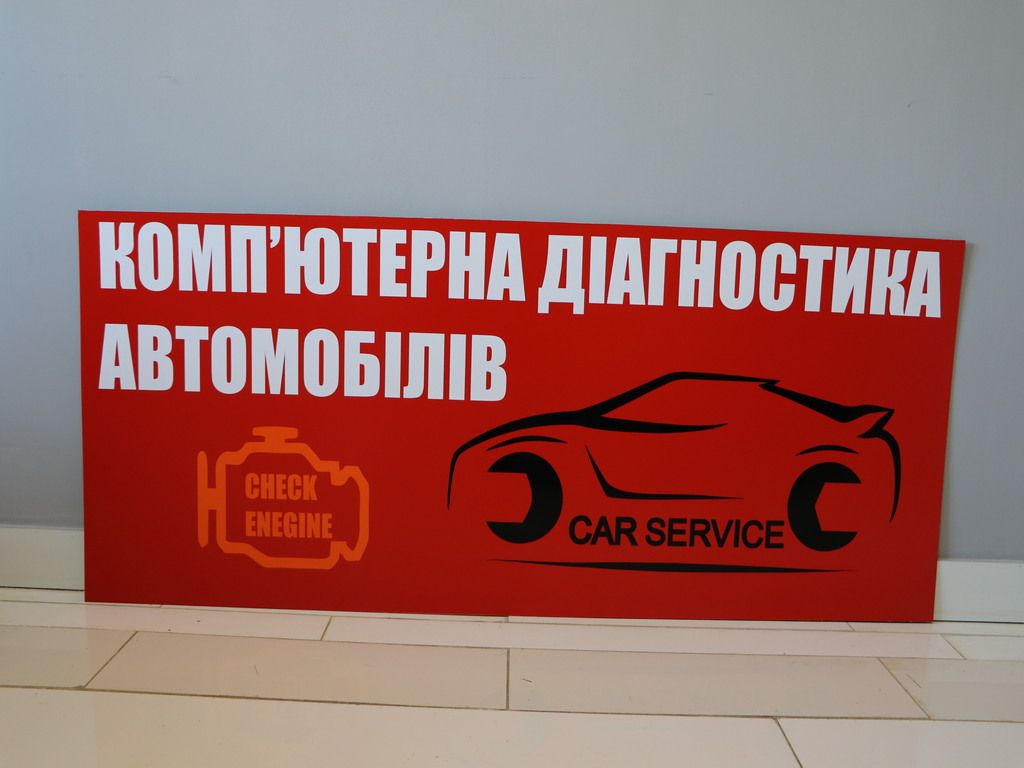 КОМП'ЮТЕРНА ДІАГНОСТИКА
АВТОМОБІЛІВ
CHECK
ENEGINE
CAR SERVICE